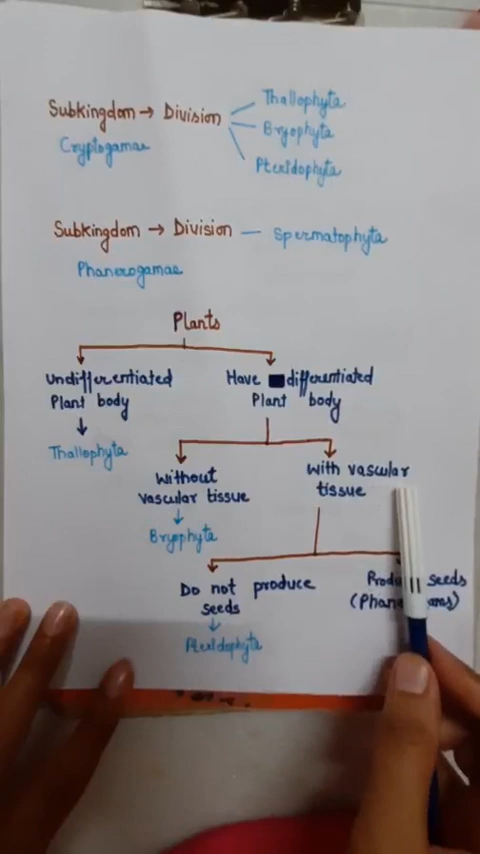 Subkingdom → Division
Thallophyta
Bryophyta
Pteridophyta
Cryptogamae
Subkingdom → Division — Spermatophyta
Phanerogamae
Plants
Undifferentiated
Plant body
Thallophyta
Have differentiated
Plant body
Without
vascular tissue
Bryophyta
With vascular
tissue
Do not produce
seeds
Pteridophyta
seeds